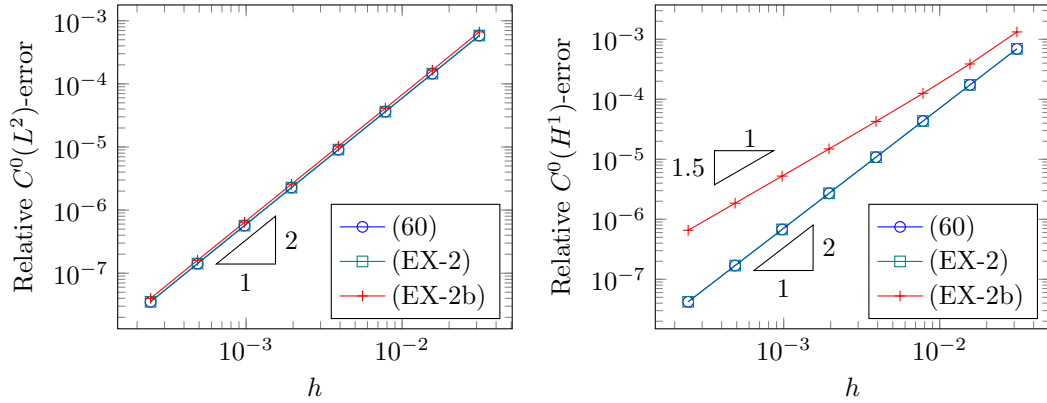 10^{-3}
10^{-4}
10^{-5}
10^{-6}
10^{-7}
Relative C^0(L^2)-error
2
1
(60)
(EX-2)
(EX-2b)
10^{-3}
10^{-2}
h
10^{-3}
10^{-4}
10^{-5}
10^{-6}
10^{-7}
Relative C^0(H^1)-error
1
1.5
2
1
(60)
(EX-2)
(EX-2b)
10^{-3}
10^{-2}
h